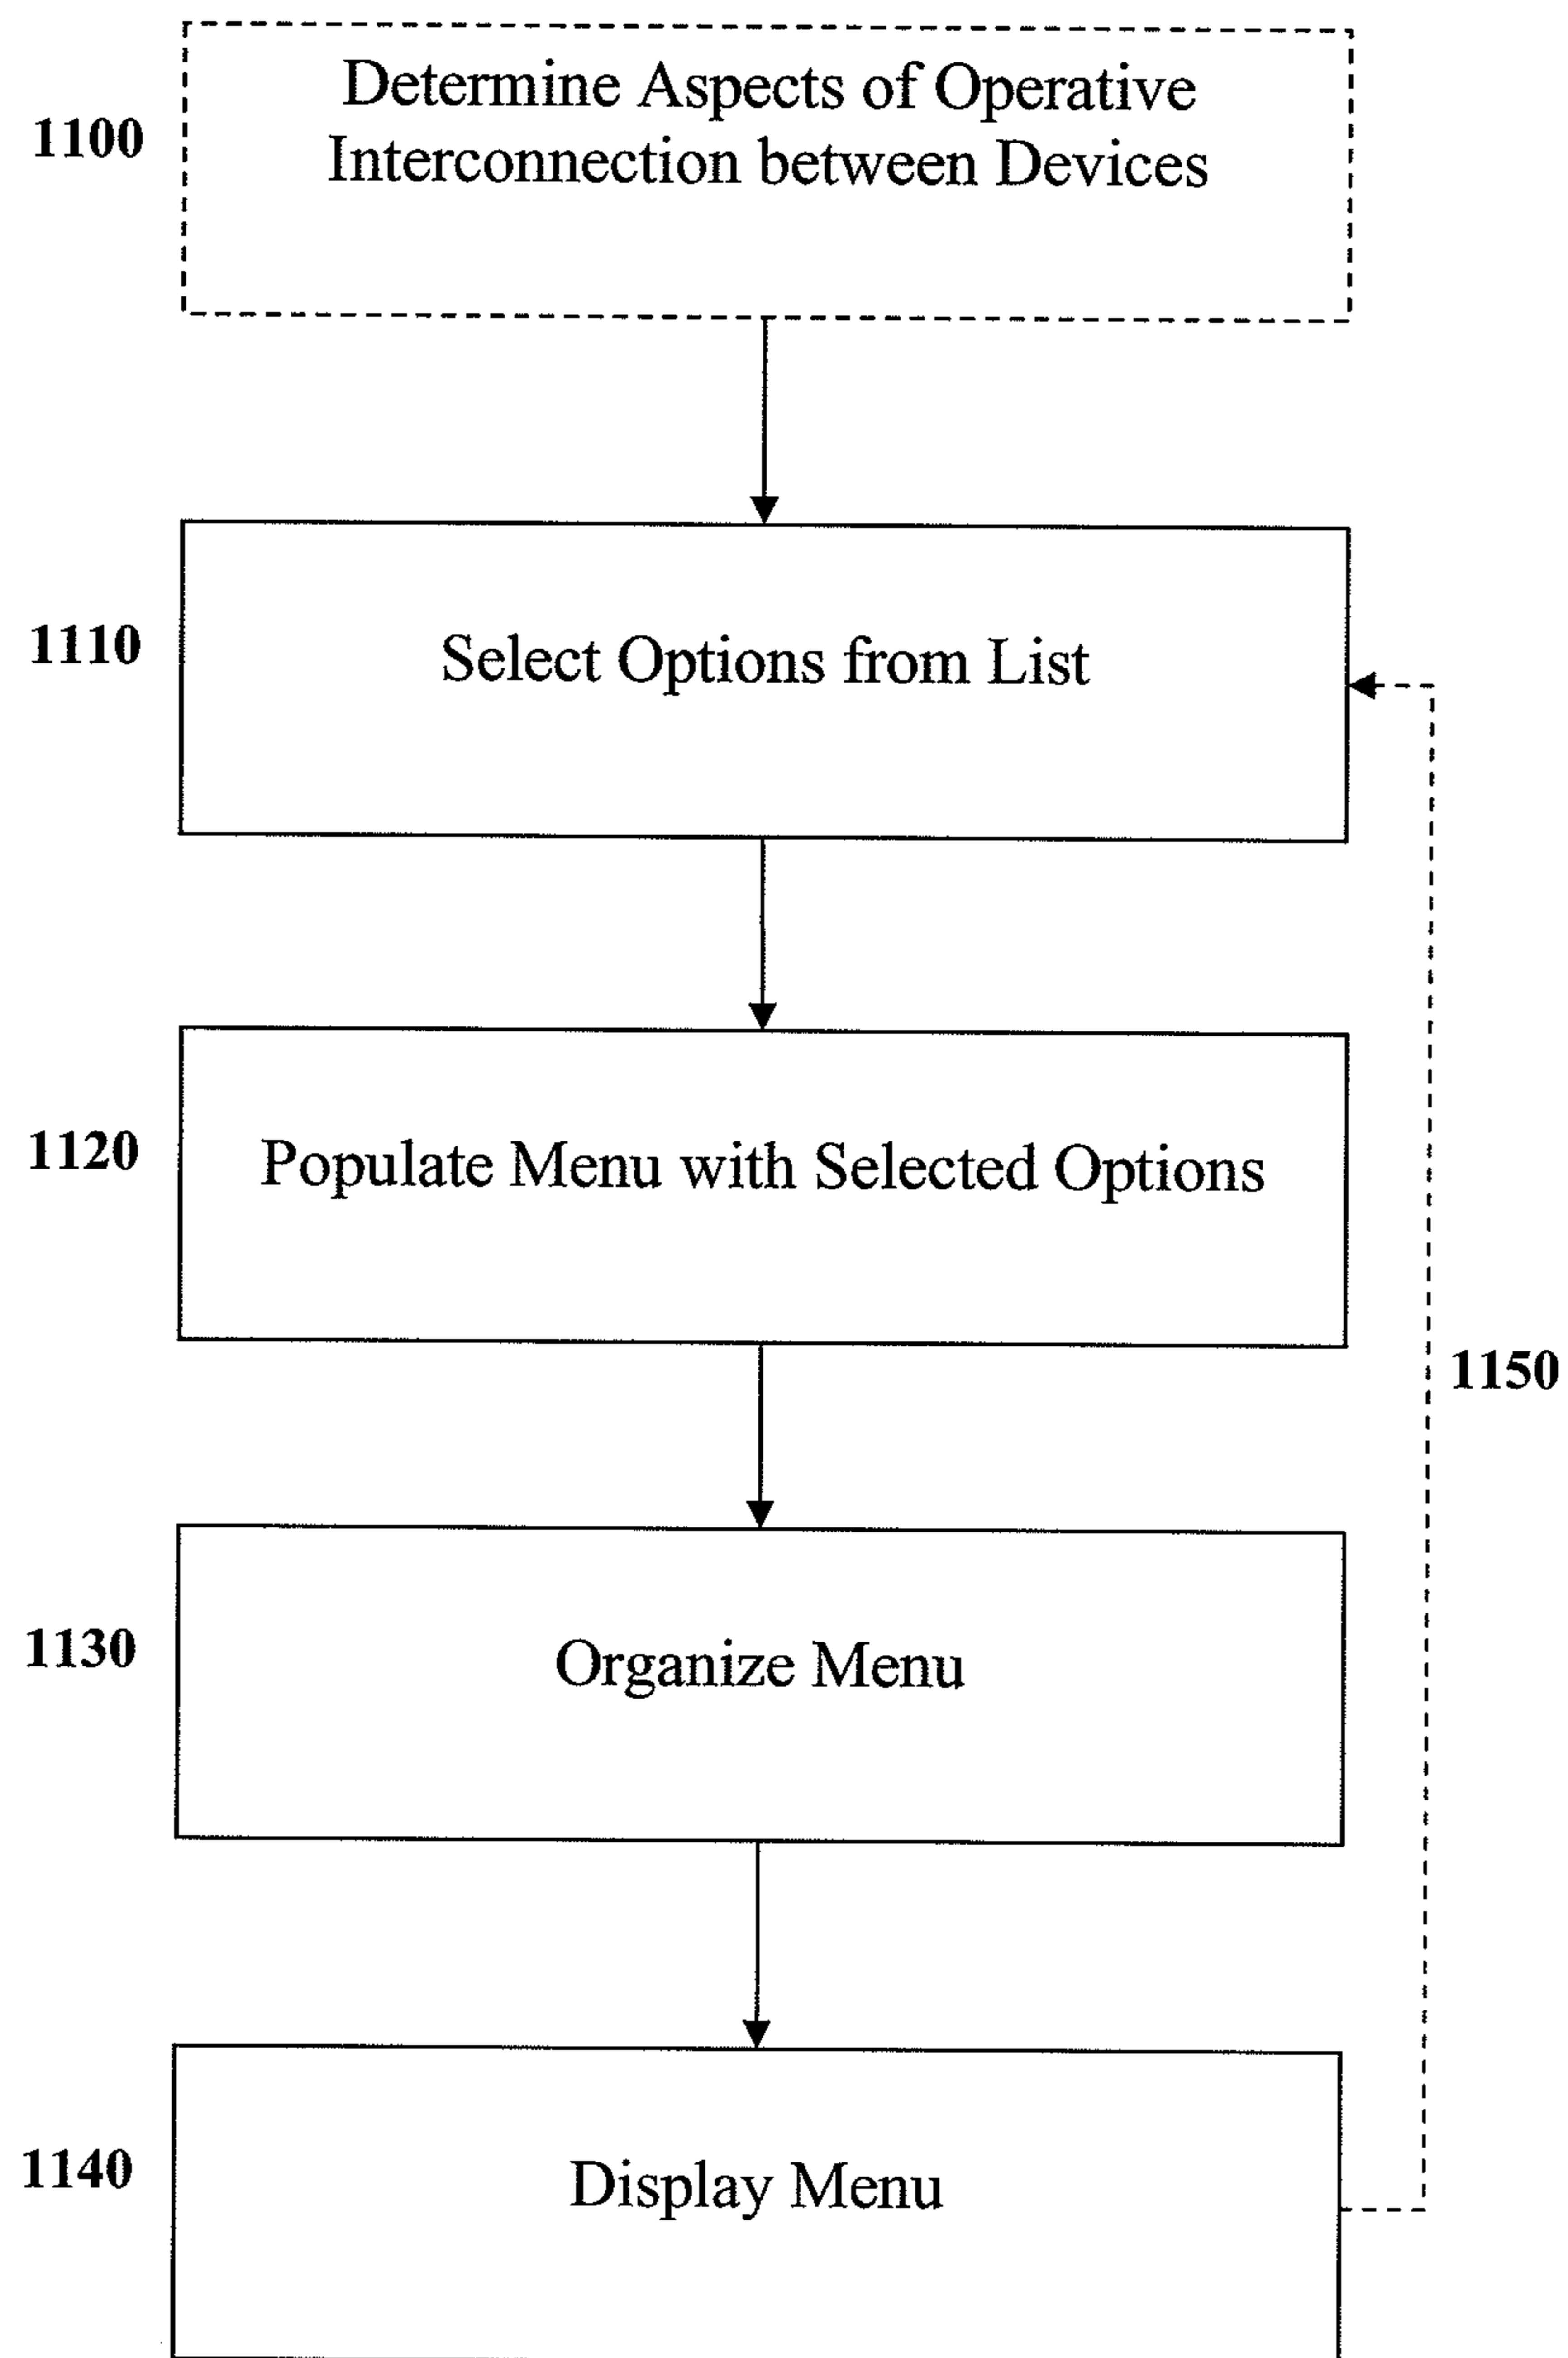 Determine Aspects of Operative
Interconnection between Devices
1100
Select Options from List
1110
Populate Menu with Selected Options
1120
1150
Organize Menu
1130
Display Menu
1140